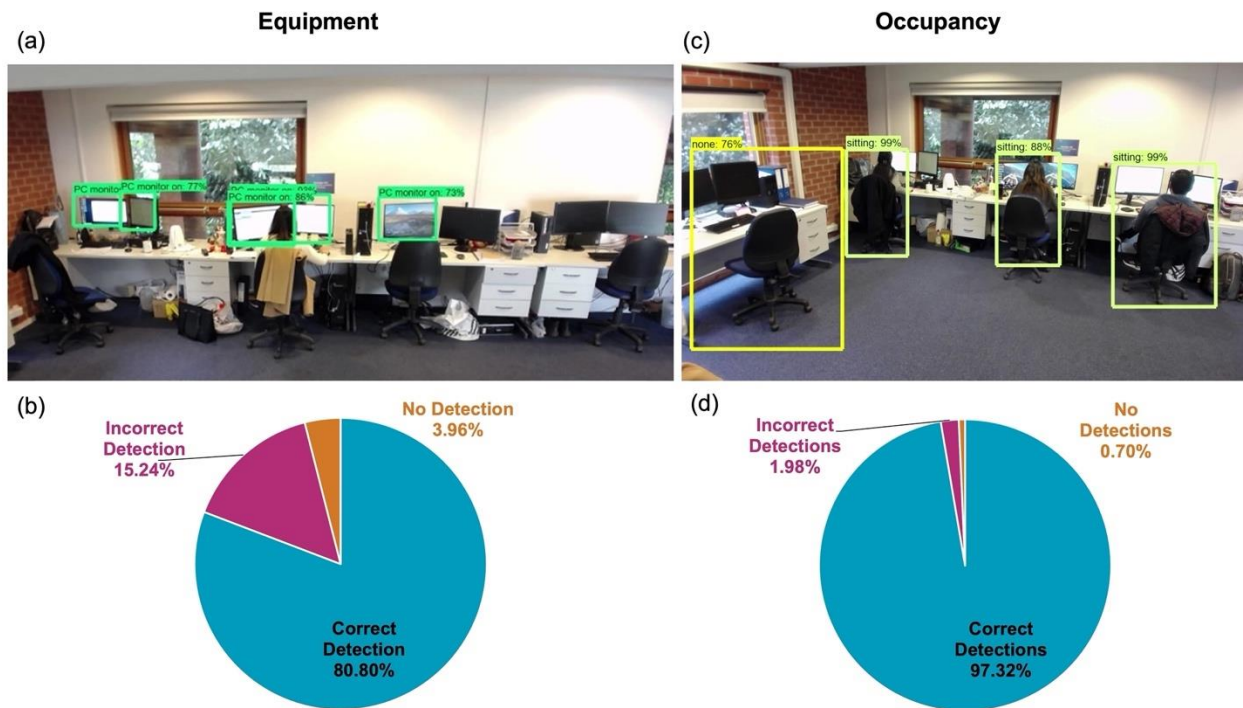 Equipment
Occupancy
(a)
(c)
PC monitor
PC monitor on: 77%
PC monitor on: 86%
PC monitor on: 73%
none: 76%
sitting: 99%
sitting: 88%
sitting: 99%
(b)
(d)
No Detection
3.96%
Incorrect
Detection
15.24%
Correct
Detection
80.80%
No
Detections
0.70%
Incorrect
Detections
1.98%
Correct
Detections
97.32%